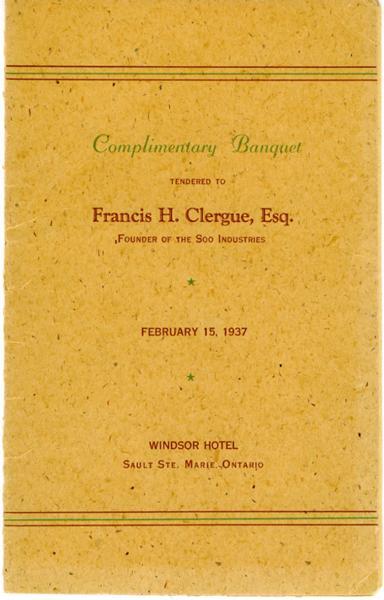 Complimentary Banquet
TENDERED TO
Francis H. Clergue, Esq.
FOUNDER OF THE SOO INDUSTRIES
FEBRUARY 15, 1937
WINDSOR HOTEL
SAULT STE. MARIE, ONTARIO